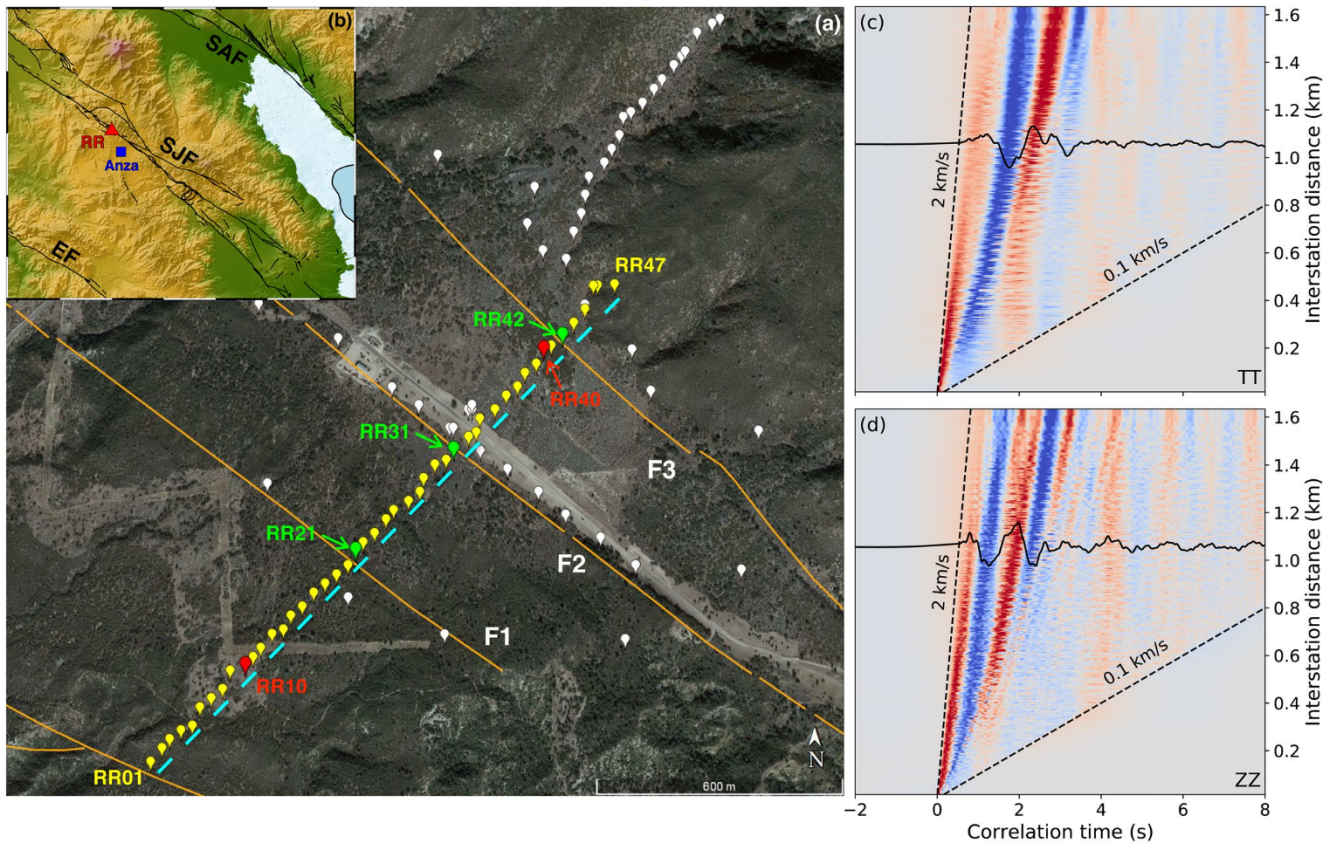 (b)
SAF
RR
SJF
Anza
EF
(a)
RR47
RR42
RR40
RR31
F3
RR21
F2
F1
RR10
RR01
N
600 m
(c)
2 km/s
0.1 km/s
TT
1.6
1.4
1.2
1.0
0.8
0.6
0.4
0.2
Interstation distance (km)
(d)
2 km/s
0.1 km/s
ZZ
1.6
1.4
1.2
1.0
0.8
0.6
0.4
0.2
Interstation distance (km)
−2 0 2 4 6 8
Correlation time (s)